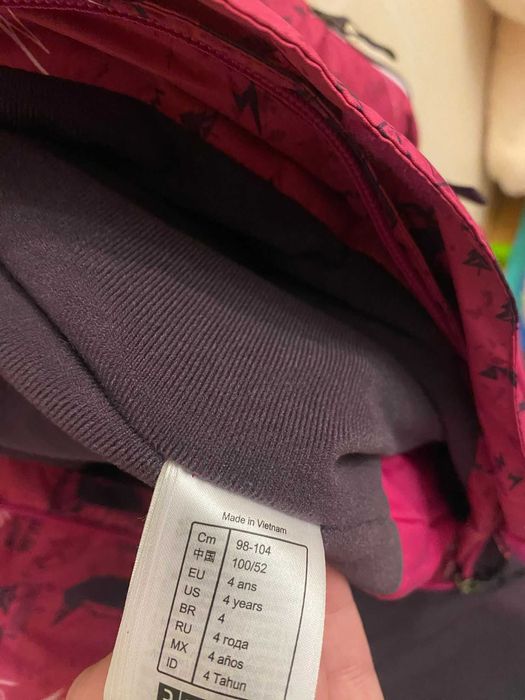 Made in Vietnam
Cm 98-104
中国 100/52
EU 4 ans
US 4 years
BR 4
RU 4 года
MX 4 años
ID 4 Tahun